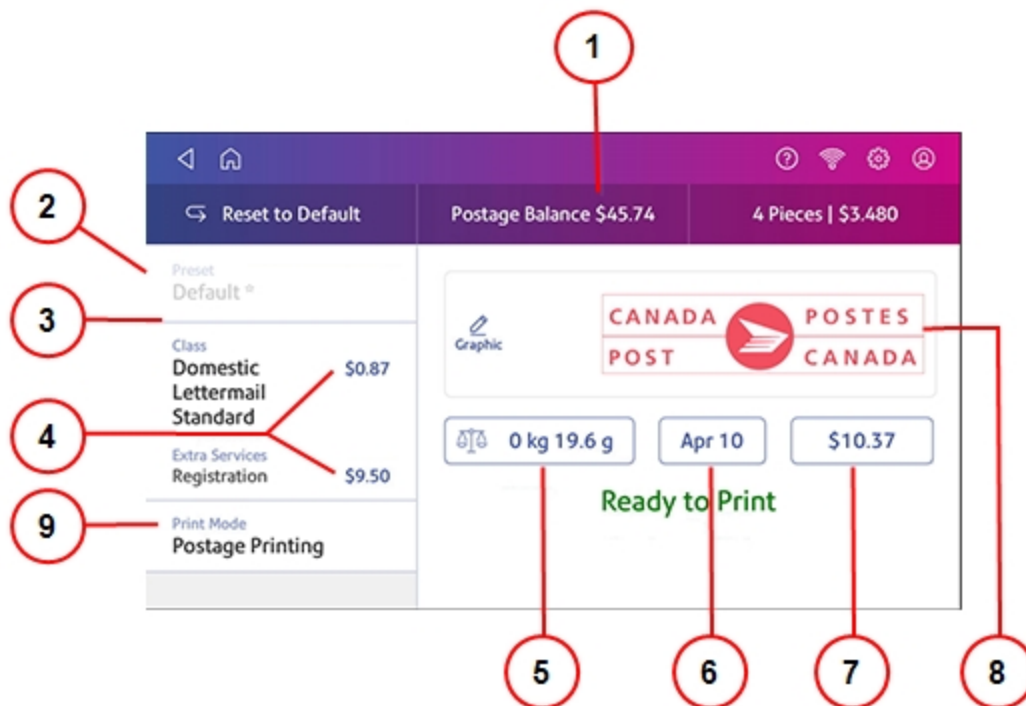 1
2
3
4
9
5
6
7
8
Reset to Default
Postage Balance $45.74
4 Pieces | $3.480
Preset
Default *
Class
Domestic Lettermail Standard $0.87
Extra Services
Registration $9.50
Print Mode
Postage Printing
Graphic
CANADA POSTES
POST CANADA
0 kg 19.6 g
Apr 10
$10.37
Ready to Print